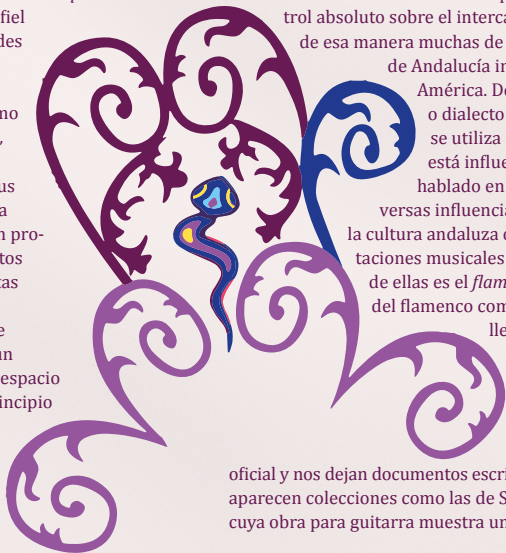 fiel
des
mo
,
us
a
n pro-
tos
tas
e
un
espacio
incipio
trol absoluto sobre el interca
de esa manera muchas de
de Andalucía in
América. De
o dialecto
se utiliza
está influe
hablado en
versas influencia
la cultura andaluza
taciones musicales
de ellas es el flam
del flamenco com
lle
oficial y nos dejan documentos escri
aparecen colecciones como las de S
cuya obra para guitarra muestra un